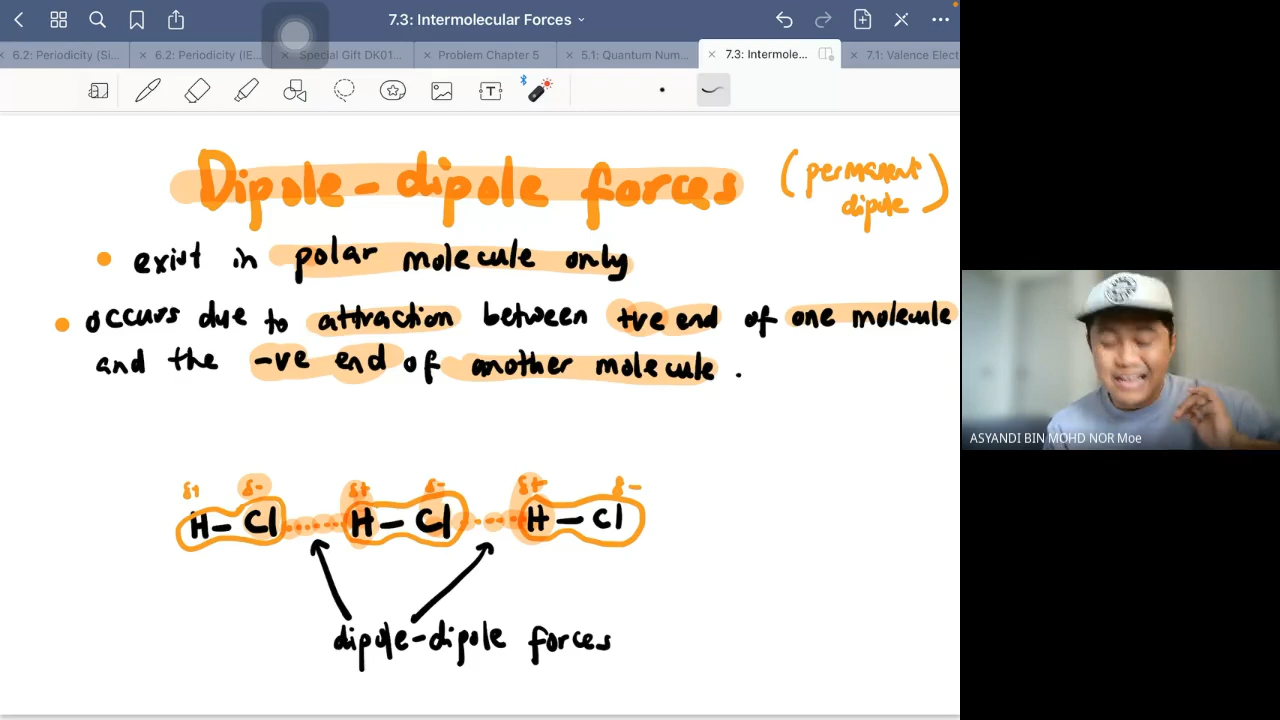 7.3: Intermolecular Forces
6.2: Periodicity (Si...
6.2: Periodicity (IE...
Special Gift DK01...
Problem Chapter 5
5.1: Quantum Num...
7.3: Intermole...
7.1: Valence Elect
Dipole-dipole forces
(permanent
dipole)
• exist in polar molecule only
• occurs due to attraction between +ve end of one molecule
and the -ve end of another molecule.
δ+ δ- δ+ δ- δ+ δ-
H-Cl H-Cl H-Cl
dipole-dipole forces
ASYANDI BIN MOHD NOR Moe